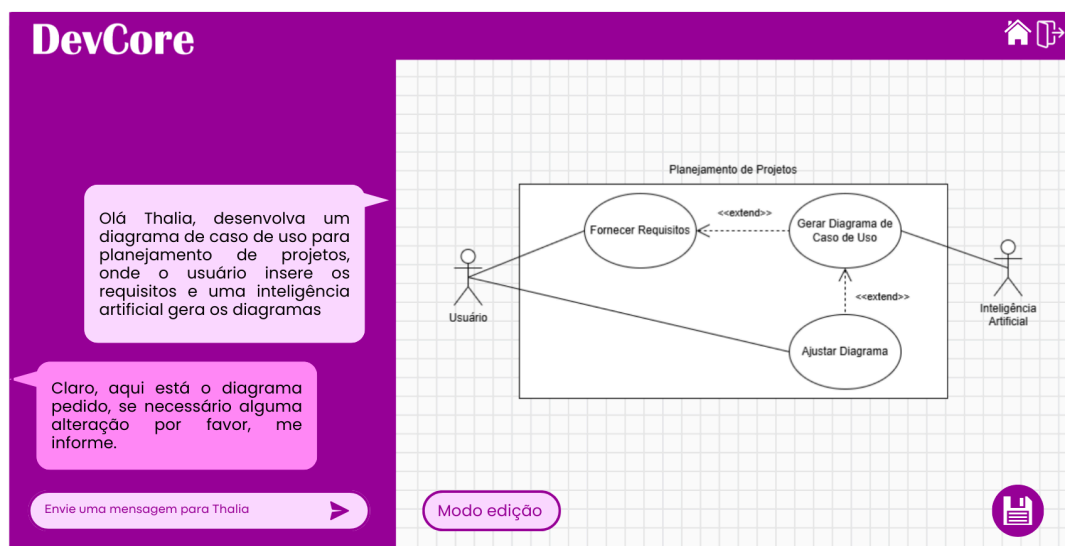 DevCore
Olá Thalia, desenvolva um
diagrama de caso de uso para
planejamento de projetos,
onde o usuário insere os
requisitos e uma inteligência
artificial gera os diagramas
Claro, aqui está o diagrama
pedido, se necessário alguma
alteração por favor, me
informe.
Envie uma mensagem para Thalia
Planejamento de Projetos
Fornecer Requisitos
<<extend>>
Gerar Diagrama de
Caso de Uso
<<extend>>
Ajustar Diagrama
Usuário
Inteligência
Artificial
Modo edição